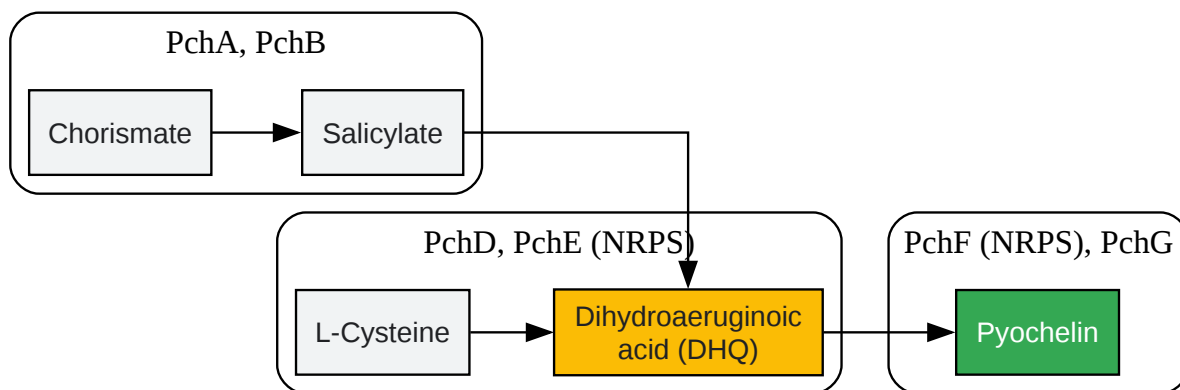 PchA, PchB
Chorismate
Salicylate
PchD, PchE (NRPS)
PchF (NRPS), PchG
L-Cysteine
Dihydroaeruginoic
acid (DHQ)
Pyochelin